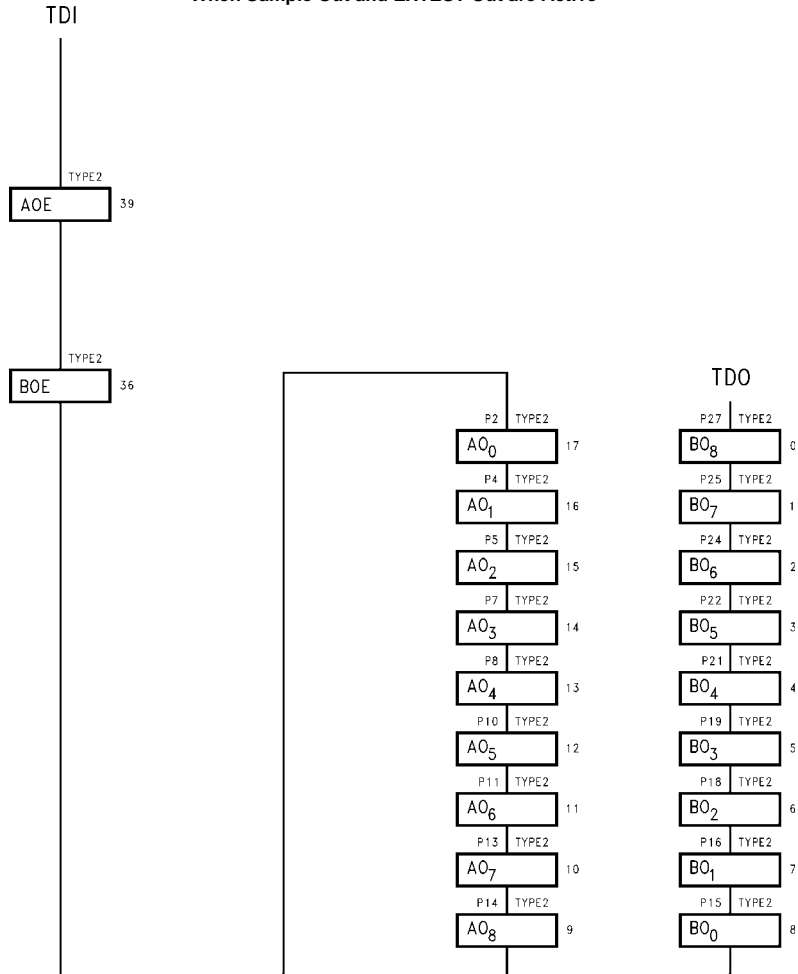 When Sample Out and EXTEST-Out are Active
TDI
TYPE2
AOE 39
TYPE2
BOE 36
TDO
P2 TYPE2
AO0 17
P4 TYPE2
AO1 16
P5 TYPE2
AO2 15
P7 TYPE2
AO3 14
P8 TYPE2
AO4 13
P10 TYPE2
AO5 12
P11 TYPE2
AO6 11
P13 TYPE2
AO7 10
P14 TYPE2
AO8 9
P27 TYPE2
BO8 0
P25 TYPE2
BO7 1
P24 TYPE2
BO6 2
P22 TYPE2
BO5 3
P21 TYPE2
BO4 4
P19 TYPE2
BO3 5
P18 TYPE2
BO2 6
P16 TYPE2
BO1 7
P15 TYPE2
BO0 8